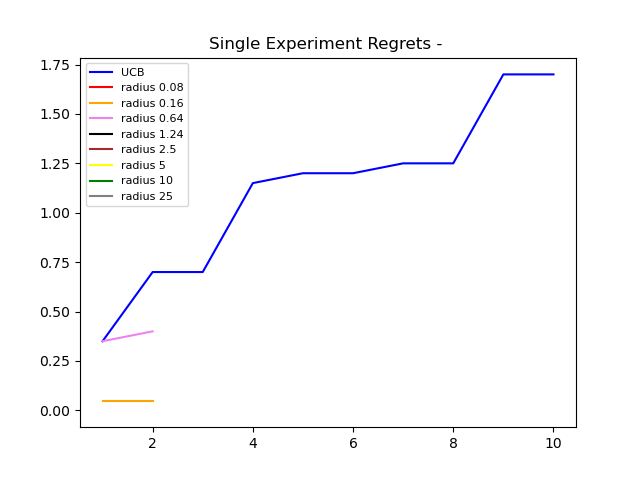 Single Experiment Regrets -
1.75
1.50
1.25
1.00
0.75
0.50
0.25
0.00
UCB
radius 0.08
radius 0.16
radius 0.64
radius 1.24
radius 2.5
radius 5
radius 10
radius 25
2 4 6 8 10